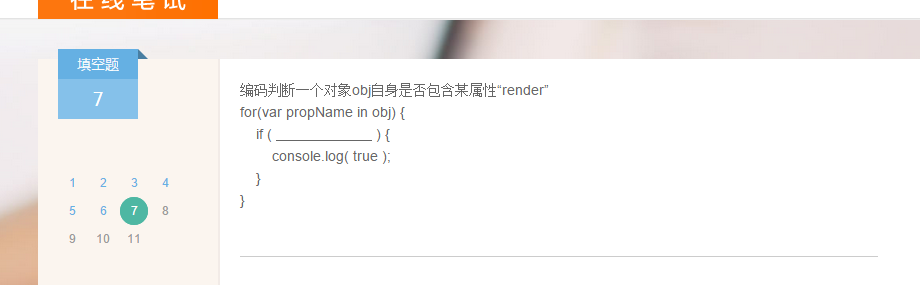 在线笔试
填空题
7
编码判断一个对象obj自身是否包含某属性“render”
for(var propName in obj) {
if ( ____________ ) {
console.log( true );
}
}
1 2 3 4
5 6 7 8
9 10 11